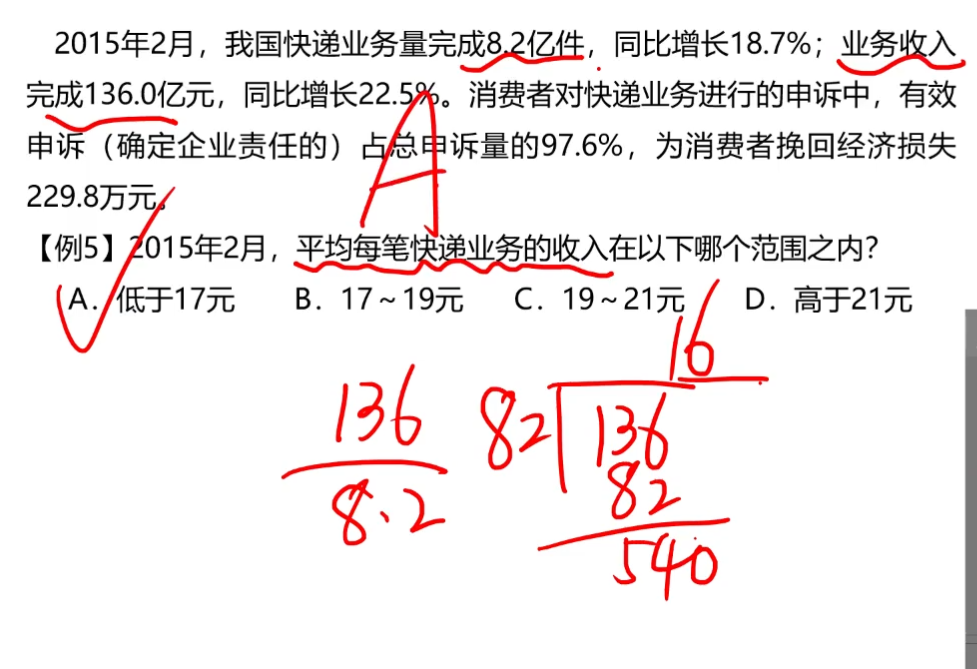 2015年2月，我国快递业务量完成8.2亿件，同比增长18.7%；业务收入
完成136.0亿元，同比增长22.5%。消费者对快递业务进行的申诉中，有效
申诉（确定企业责任的）占总申诉量的97.6%，为消费者挽回经济损失
229.8万元。
A
【例5】2015年2月，平均每笔快递业务的收入在以下哪个范围之内？
A．低于17元 B．17～19元 C．19～21元 D．高于21元
16
136
8.2
82 136
82
540